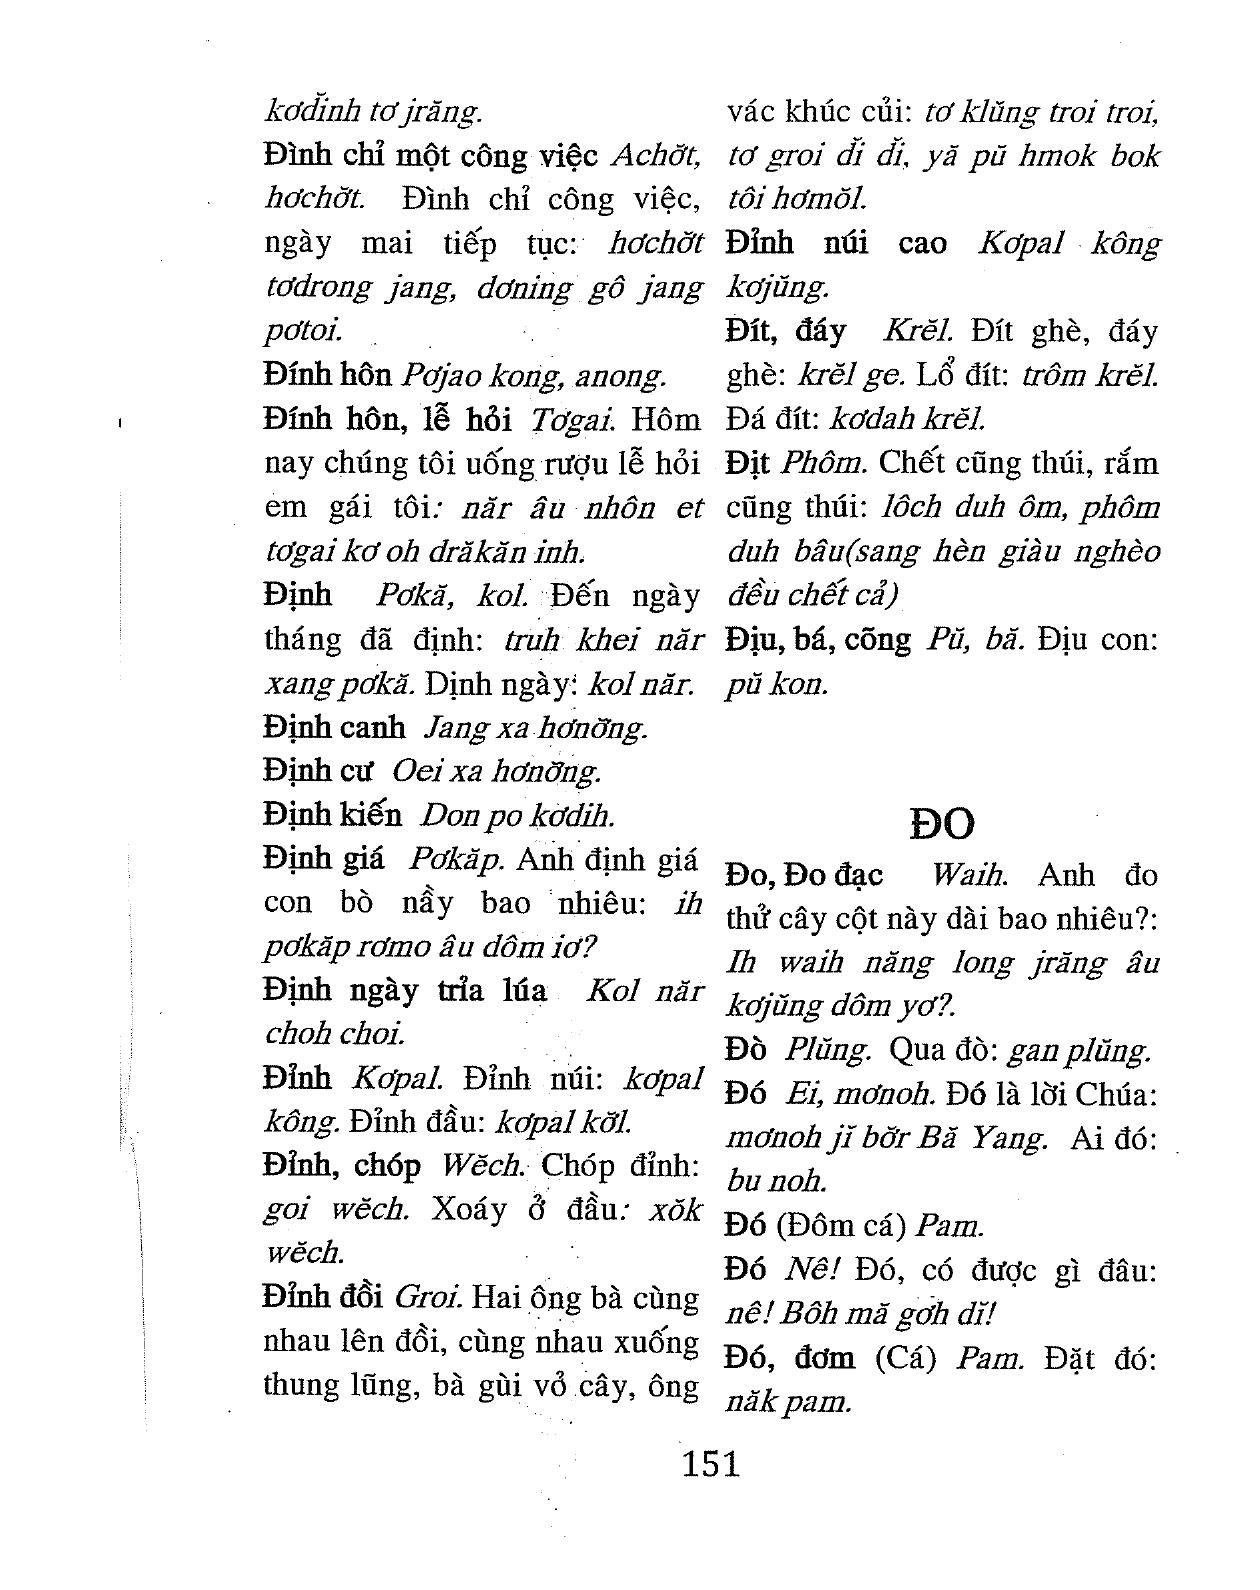 kơđĭnh tơ jrăng.
Đình chỉ một công việc Achơ̆t,
hơchơ̆t. Đình chỉ công việc,
ngày mai tiếp tục: hơchơ̆t
tơdrong jang, dơning gô jang
pơtoi.
Đính hôn Pơjao kong, anong.
Đính hôn, lễ hỏi Tơgai. Hôm
nay chúng tôi uống rượu lễ hỏi
em gái tôi: năr âu nhôn et
tơgai kơ oh drăkăn inh.
Định Pơkă, kol. Đến ngày
tháng đã định: truh khei năr
xang pơkă. Định ngày: kol năr.
Định canh Jang xa hơnơ̆ng.
Định cư Oei xa hơnơ̆ng.
Định kiến Don po kơdih.
Định giá Pơkăp. Anh định giá
con bò nầy bao nhiêu: ih
pơkăp rơmo âu dôm iơ?
Định ngày trỉa lúa Kol năr
choh choi.
Đỉnh Kơpal. Đỉnh núi: kơpal
kông. Đỉnh đầu: kơpal kơ̆l.
Đỉnh, chóp Wĕch. Chóp đỉnh:
goi wĕch. Xoáy ở đầu: xŏk
wĕch.
Đỉnh đồi Groi. Hai ông bà cùng
nhau lên đồi, cùng nhau xuống
thung lũng, bà gùi vỏ cây, ông
vác khúc củi: tơ klŭng troi troi,
tơ groi đĭ đĭ, yă pŭ hmok bok
tôi hơmŏl.
Đỉnh núi cao Kơpal kông
kơjŭng.
Đít, đáy Krĕl. Đít ghè, đáy
ghè: krĕl ge. Lổ đít: trôm krĕl.
Đá đít: kơdah krĕl.
Địt Phôm. Chết cũng thúi, rắm
cũng thúi: lôch duh ôm, phôm
duh bâu(sang hèn giàu nghèo
đều chết cả)
Địu, bá, cõng Pŭ, bă. Địu con:
pŭ kon.
ĐO
Đo, Đo đạc Waih. Anh đo
thử cây cột này dài bao nhiêu?:
Ih waih năng long jrăng âu
kơjŭng dôm yơ?.
Đò Plŭng. Qua đò: gan plŭng.
Đó Ei, mơnoh. Đó là lời Chúa:
mơnoh jĭ bơ̆r Bă Yang. Ai đó:
bu noh.
Đó (Đôm cá) Pam.
Đó Nê! Đó, có được gì đâu:
nê! Bôh mă gơh dĭ!
Đó, đơm (Cá) Pam. Đặt đó:
năk pam.
151